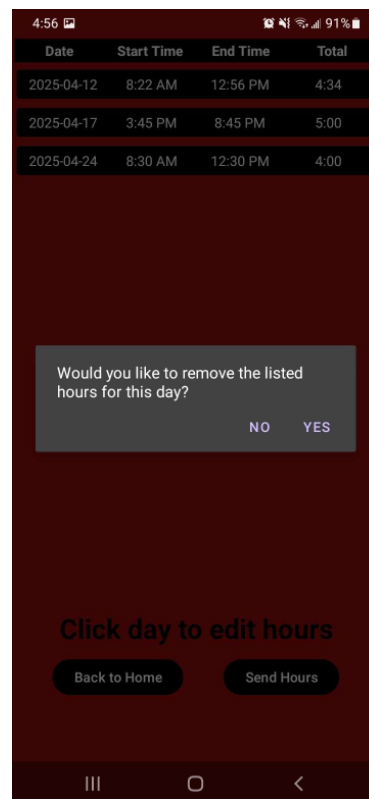 4:56 91%
Date Start Time End Time Total
2025-04-12 8:22 AM 12:56 PM 4:34
2025-04-17 3:45 PM 8:45 PM 5:00
2025-04-24 8:30 AM 12:30 PM 4:00
Would you like to remove the listed
hours for this day?
NO YES
Click day to edit hours
Back to Home Send Hours